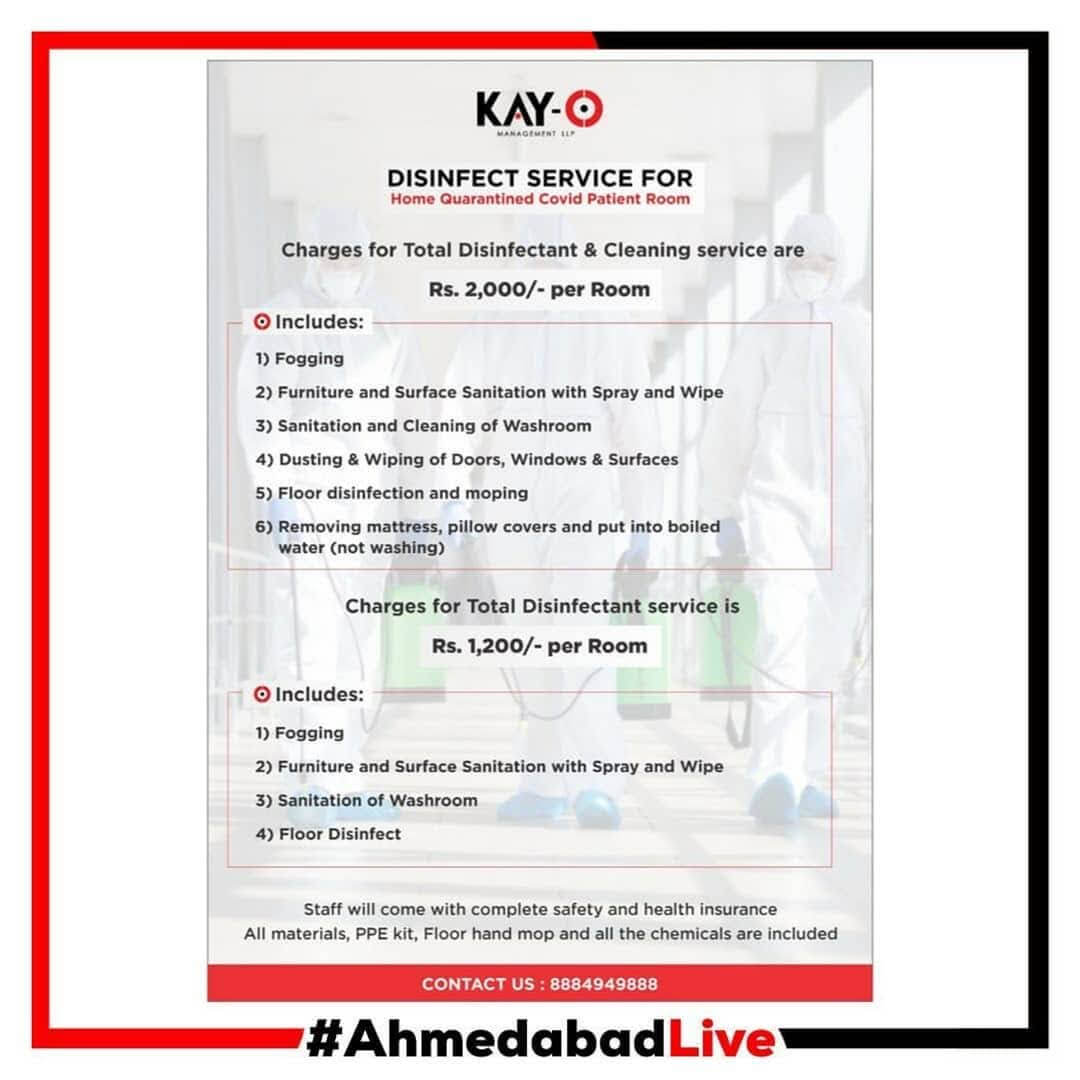 KAY-O
MANAGEMENT LLP
DISINFECT SERVICE FOR
Home Quarantined Covid Patient Room
Charges for Total Disinfectant & Cleaning service are
Rs. 2,000/- per Room
Includes:
1) Fogging
2) Furniture and Surface Sanitation with Spray and Wipe
3) Sanitation and Cleaning of Washroom
4) Dusting & Wiping of Doors, Windows & Surfaces
5) Floor disinfection and moping
6) Removing mattress, pillow covers and put into boiled
water (not washing)
Charges for Total Disinfectant service is
Rs. 1,200/- per Room
Includes:
1) Fogging
2) Furniture and Surface Sanitation with Spray and Wipe
3) Sanitation of Washroom
4) Floor Disinfect
Staff will come with complete safety and health insurance
All materials, PPE kit, Floor hand mop and all the chemicals are included
CONTACT US : 8884949888
#AhmedabadLive